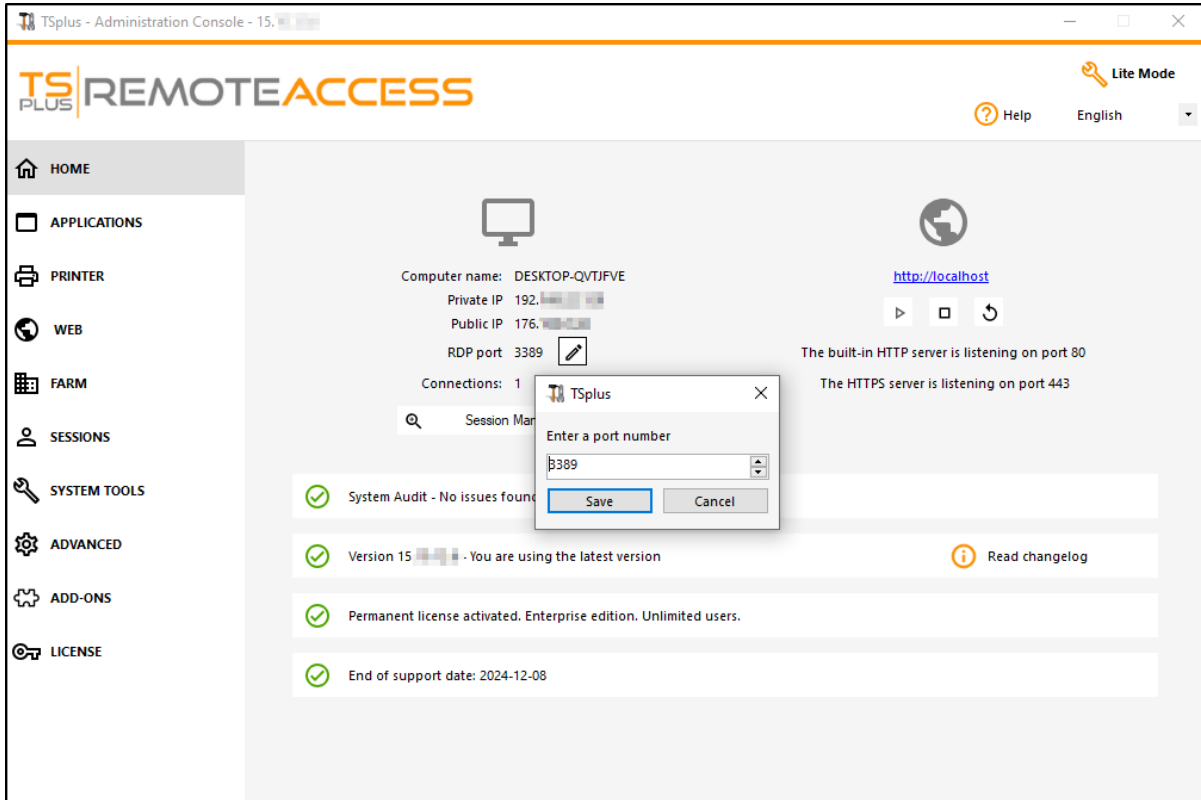 TSplus - Administration Console - 15.
TS PLUS REMOTEACCESS
Lite Mode
Help
English
HOME
APPLICATIONS
PRINTER
WEB
FARM
SESSIONS
SYSTEM TOOLS
ADVANCED
ADD-ONS
LICENSE
Computer name: DESKTOP-QVTJFVE
Private IP 192.
Public IP 176.
RDP port 3389
Connections: 1
Session Man
http://localhost
The built-in HTTP server is listening on port 80
The HTTPS server is listening on port 443
TSplus
Enter a port number
3389
Save
Cancel
System Audit - No issues found
Version 15 - You are using the latest version
Read changelog
Permanent license activated. Enterprise edition. Unlimited users.
End of support date: 2024-12-08